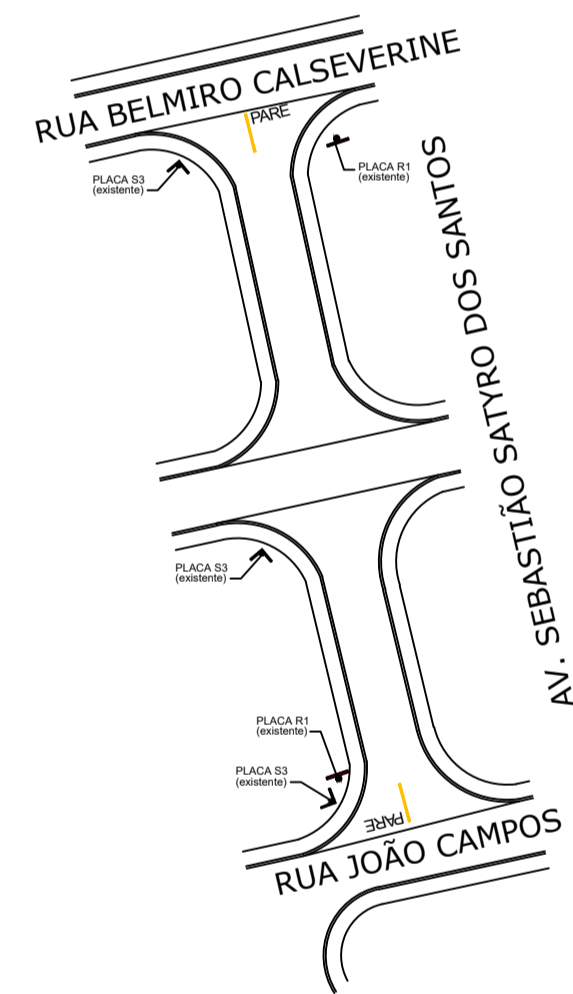 RUA BELMIRO CALSEVERINE
PARE
PLACA R1
(existente)
PLACA S3
(existente)
AV. SEBASTIÃO SATYRO DOS SANTOS
PLACA S3
(existente)
PLACA R1
(existente)
PLACA S3
(existente)
PARE
RUA JOÃO CAMPOS